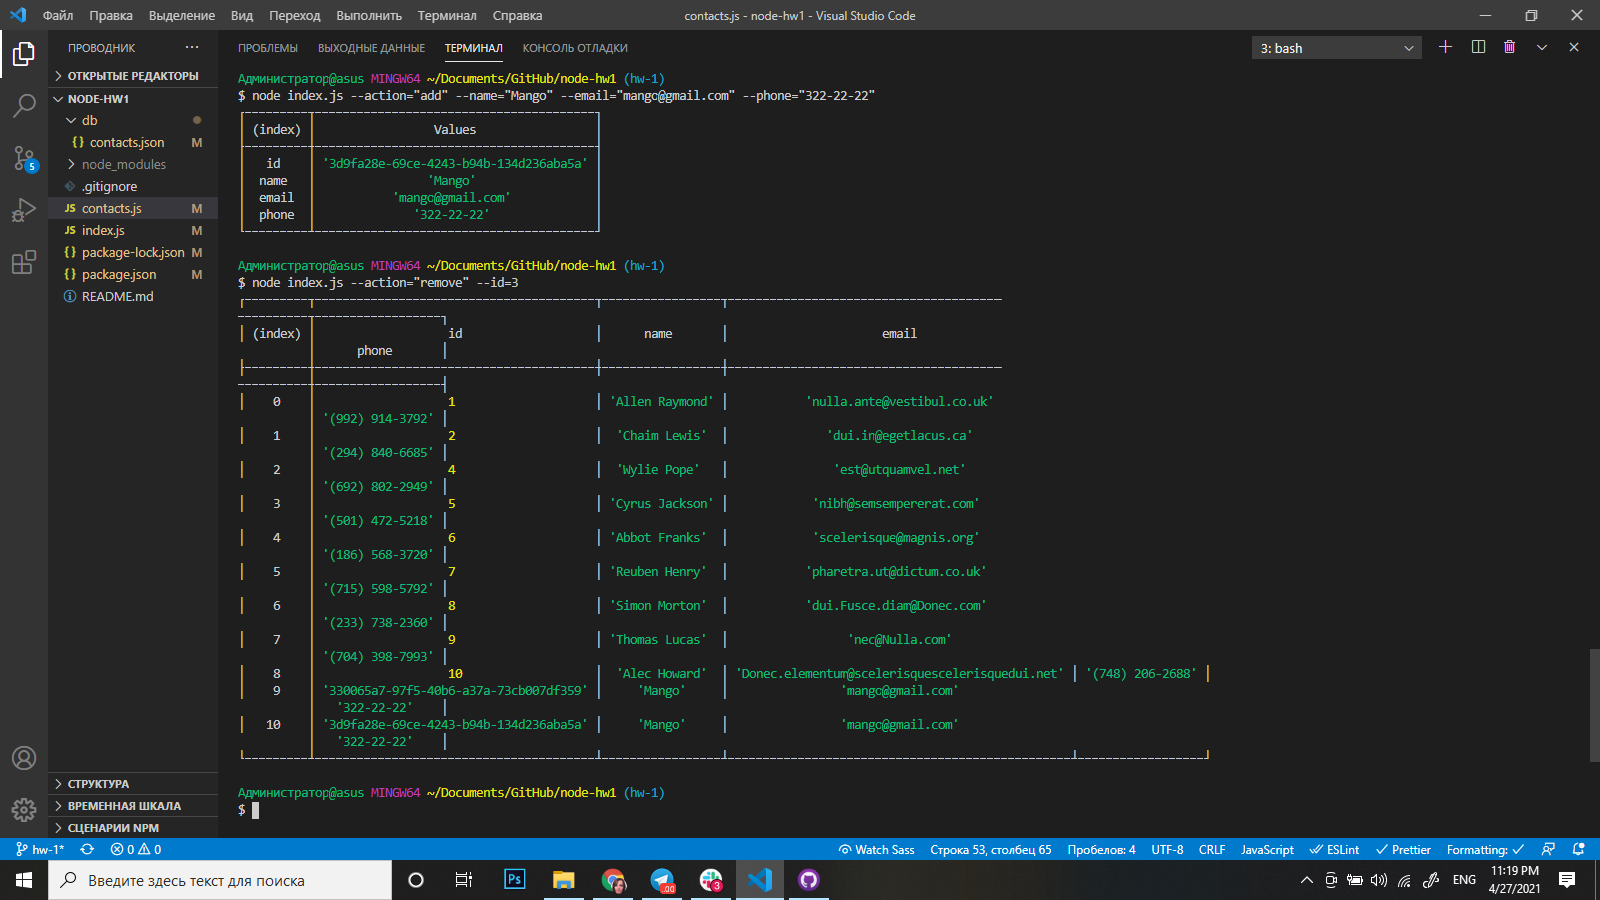 Файл Правка Выделение Вид Переход Выполнить Терминал Справка contacts.js - node-hw1 - Visual Studio Code
ПРОВОДНИК ···
ОТКРЫТЫЕ РЕДАКТОРЫ
NODE-HW1
db
contacts.json M
node_modules
.gitignore
JS contacts.js M
JS index.js M
{} package-lock.json M
{} package.json M
README.md
СТРУКТУРА
ВРЕМЕННАЯ ШКАЛА
СЦЕНАРИИ NPM
5
ПРОБЛЕМЫ ВЫХОДНЫЕ ДАННЫЕ ТЕРМИНАЛ КОНСОЛЬ ОТЛАДКИ 3: bash
Администратор@asus MINGW64 ~/Documents/GitHub/node-hw1 (hw-1)
$ node index.js --action="add" --name="Mango" --email="mango@gmail.com" --phone="322-22-22"
(index) Values
id '3d9fa28e-69ce-4243-b94b-134d236aba5a'
name 'Mango'
email 'mango@gmail.com'
phone '322-22-22'
Администратор@asus MINGW64 ~/Documents/GitHub/node-hw1 (hw-1)
$ node index.js --action="remove" --id=3
(index) id name email
phone
0 1 'Allen Raymond' 'nulla.ante@vestibul.co.uk'
'(992) 914-3792'
1 2 'Chaim Lewis' 'dui.in@egetlacus.ca'
'(294) 840-6685'
2 4 'Wylie Pope' 'est@utquamvel.net'
'(692) 802-2949'
3 5 'Cyrus Jackson' 'nibh@semsempererat.com'
'(501) 472-5218'
4 6 'Abbot Franks' 'scelerisque@magnis.org'
'(186) 568-3720'
5 7 'Reuben Henry' 'pharetra.ut@dictum.co.uk'
'(715) 598-5792'
6 8 'Simon Morton' 'dui.Fusce.diam@Donec.com'
'(233) 738-2360'
7 9 'Thomas Lucas' 'nec@Nulla.com'
'(704) 398-7993'
8 10 'Alec Howard' 'Donec.elementum@scelerisquescelerisquedui.net' '(748) 206-2688'
9 '330065a7-97f5-40b6-a37a-73cb007df359' 'Mango' 'mango@gmail.com'
'322-22-22'
10 '3d9fa28e-69ce-4243-b94b-134d236aba5a' 'Mango' 'mango@gmail.com'
'322-22-22'
Администратор@asus MINGW64 ~/Documents/GitHub/node-hw1 (hw-1)
$
hw-1* 0 0 Watch Sass Строка 53, столбец 65 Пробелов: 4 UTF-8 CRLF JavaScript ESLint Prettier Formatting:
Введите здесь текст для поиска Ps .00 3 ENG 11:19 PM
4/27/2021